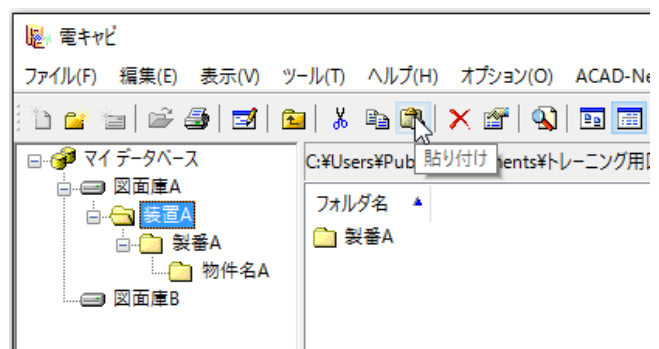 電キャビ
ファイル(F) 編集(E) 表示(V) ツール(T) ヘルプ(H) オプション(O) ACAD-Ne
マイ データベース
図面庫A
装置A
製番A
物件名A
図面庫B
C:¥Users¥Pub 貼り付け ents¥トレーニング用
フォルダ名
製番A